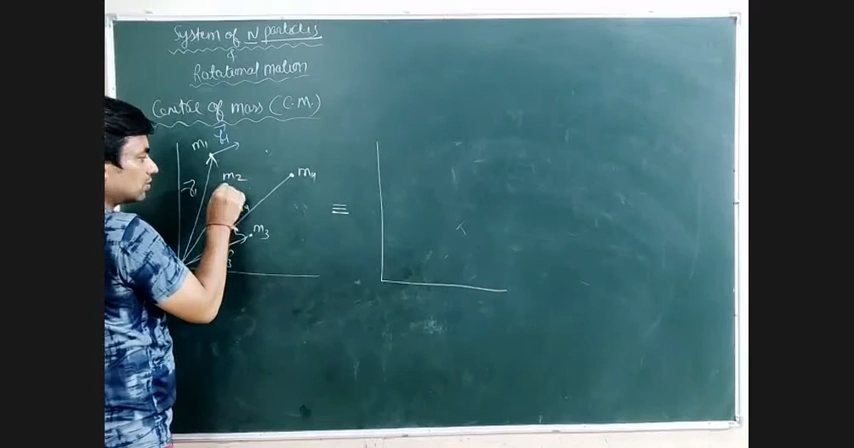 System of N particles
&
Rotational motion
Centre of mass (C.M.)
m1
m2
m4
m3
≡